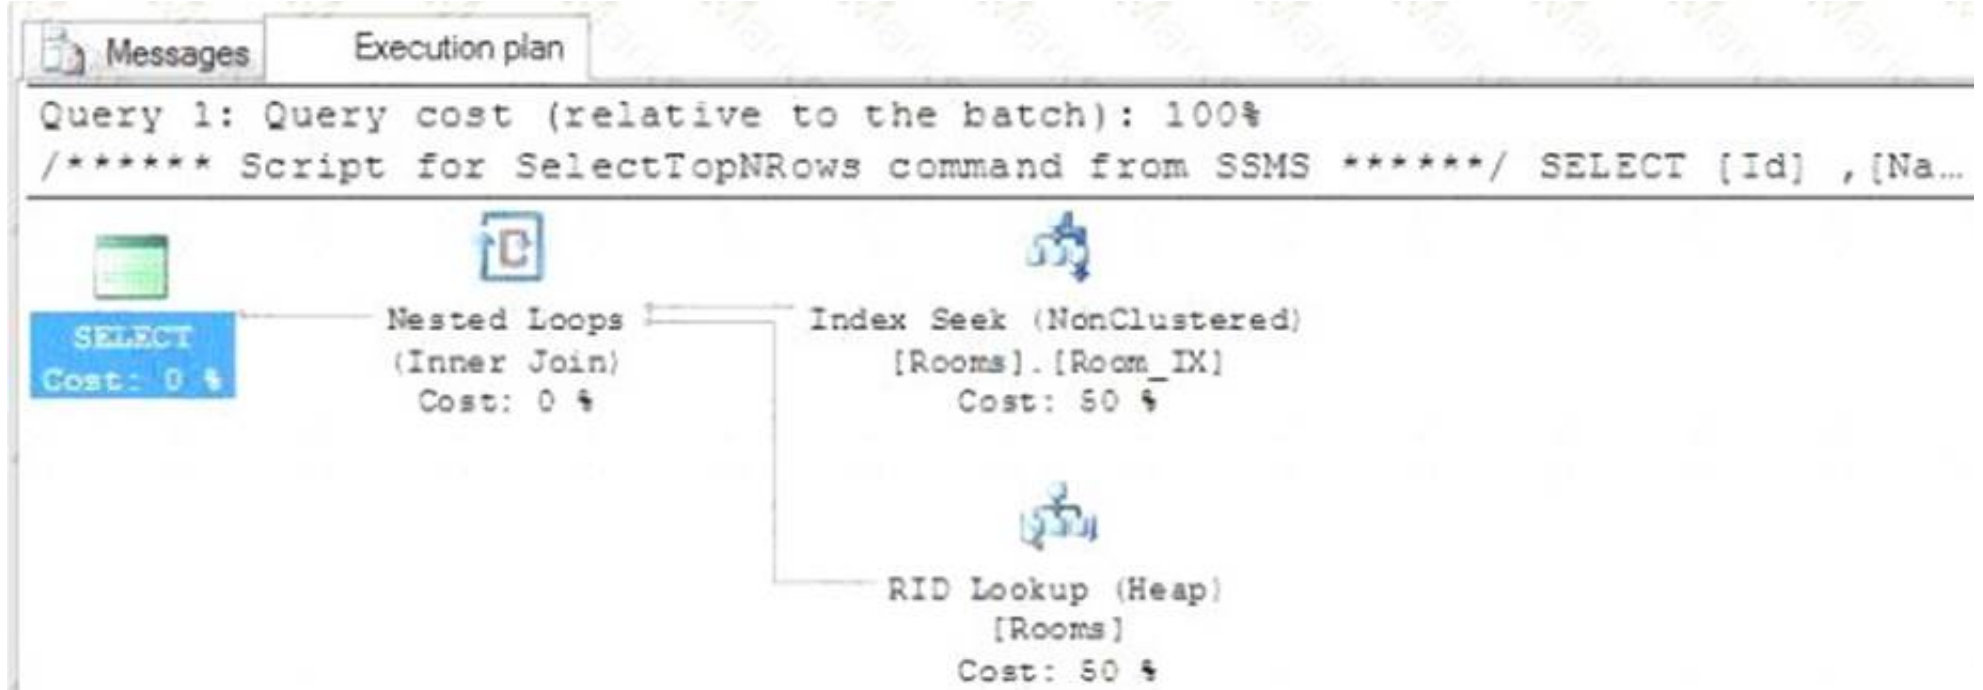 Messages
Execution plan
Query 1: Query cost (relative to the batch): 100%
/****** Script for SelectTopNRows command from SSMS ******/ SELECT [Id] ,[Na…
SELECT
Cost: 0 %
Nested Loops
(Inner Join)
Cost: 0 %
Index Seek (NonClustered)
[Rooms].[Room_IX]
Cost: 50 %
RID Lookup (Heap)
[Rooms]
Cost: 50 %